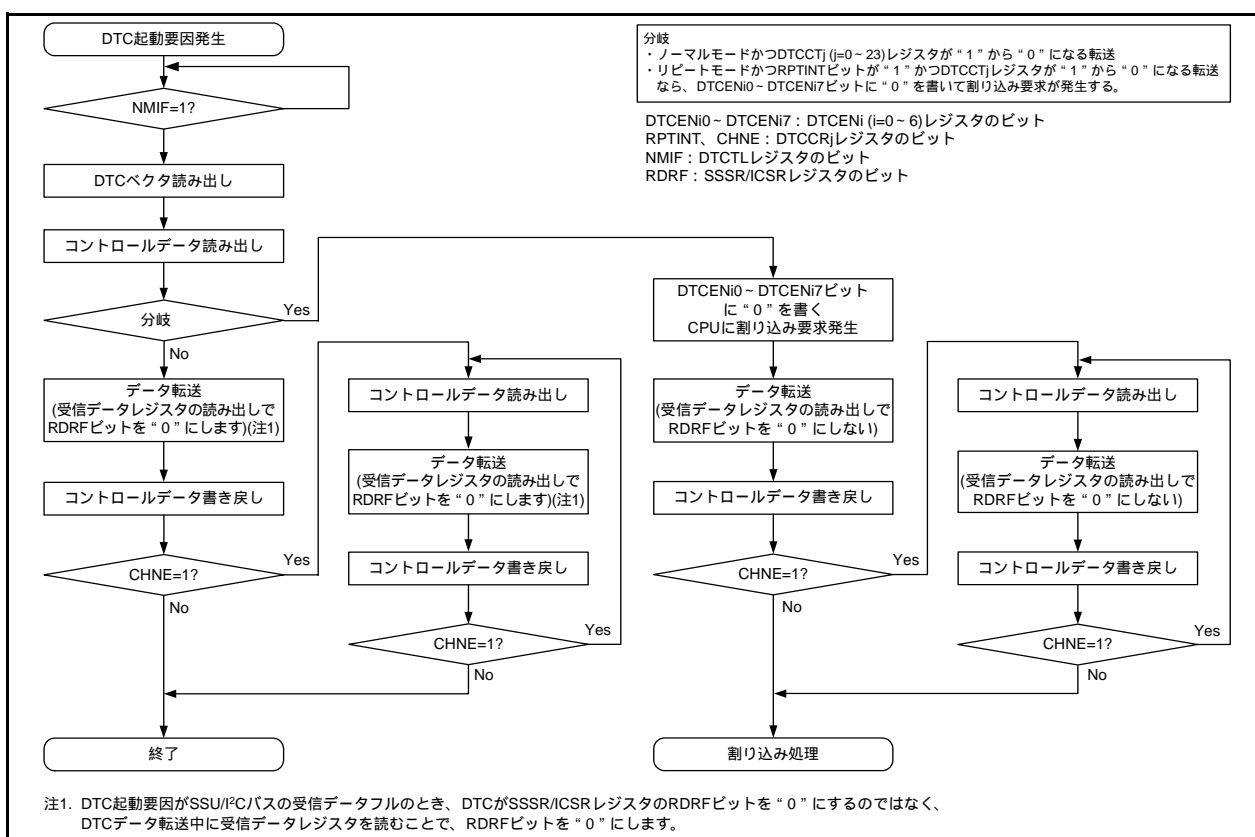 DTC起動要因発生
NMIF=1?
DTCベクタ読み出し
コントロールデータ読み出し
分岐
Yes
No
データ転送
(受信データレジスタの読み出しで
RDRFビットを“0”にします)(注1)
コントロールデータ書き戻し
CHNE=1?
Yes
No
終了
コントロールデータ読み出し
データ転送
(受信データレジスタの読み出しで
RDRFビットを“0”にします)(注1)
コントロールデータ書き戻し
CHNE=1?
Yes
No
分岐
・ノーマルモードかつDTCCTj (j=0~23)レジスタが“1”から“0”になる転送
・リピートモードかつRPTINTビットが“1”かつDTCCTjレジスタが“1”から“0”になる転送
なら、DTCENi0~DTCENi7ビットに“0”を書いて割り込み要求が発生する。
DTCENi0~DTCENi7:DTCENi (i=0~6)レジスタのビット
RPTINT、CHNE:DTCCRjレジスタのビット
NMIF:DTCTLレジスタのビット
RDRF:SSSR/ICSRレジスタのビット
DTCENi0~DTCENi7ビット
に“0”を書く
CPUに割り込み要求発生
データ転送
(受信データレジスタの読み出しで
RDRFビットを“0”にしない)
コントロールデータ書き戻し
CHNE=1?
Yes
No
割り込み処理
コントロールデータ読み出し
データ転送
(受信データレジスタの読み出しで
RDRFビットを“0”にしない)
コントロールデータ書き戻し
CHNE=1?
Yes
No
注1. DTC起動要因がSSU/I²Cバスの受信データフルのとき、DTCがSSSR/ICSRレジスタのRDRFビットを“0”にするのではなく、
DTCデータ転送中に受信データレジスタを読むことで、RDRFビットを“0”にします。